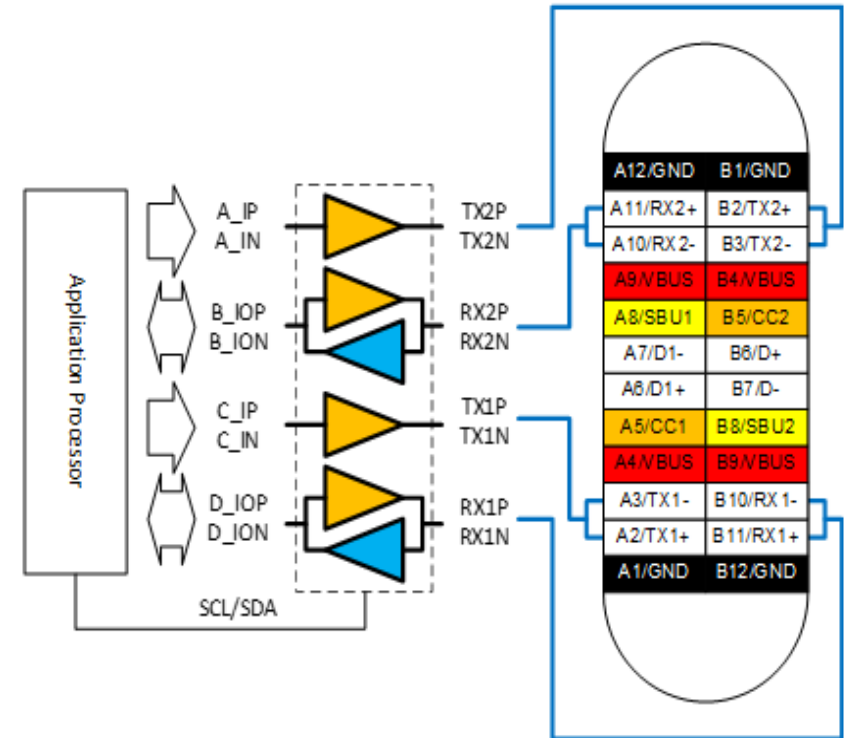 Application Processor
A_IP
A_IN
B_IOP
B_ION
C_IP
C_IN
D_IOP
D_ION
SCL/SDA
TX2P
TX2N
RX2P
RX2N
TX1P
TX1N
RX1P
RX1N
A12/GND B1/GND
A11/RX2+ B2/TX2+
A10/RX2- B3/TX2-
A9/VBUS B4/VBUS
A8/SBU1 B5/CC2
A7/D1- B6/D+
A6/D1+ B7/D-
A5/CC1 B8/SBU2
A4/VBUS B9/VBUS
A3/TX1- B10/RX1-
A2/TX1+ B11/RX1+
A1/GND B12/GND